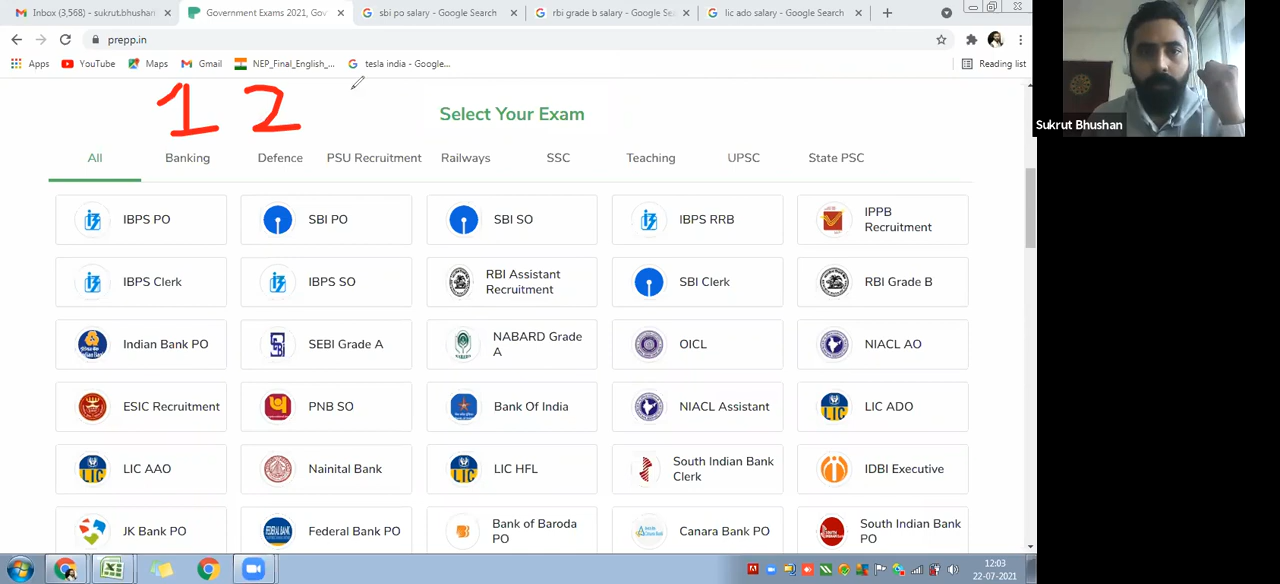 Inbox (3,568) - sukrut.bhushan
Government Exams 2021, Gov
sbi po salary - Google Search
rbi grade b salary - Google Se
lic ado salary - Google Search
prepp.in
Apps
YouTube
Maps
Gmail
NEP_Final_English_...
tesla india - Google...
Reading list
1 2
Select Your Exam
All Banking Defence PSU Recruitment Railways SSC Teaching UPSC State PSC
IBPS PO
SBI PO
SBI SO
IBPS RRB
IPPB
Recruitment
IBPS Clerk
IBPS SO
RBI Assistant
Recruitment
SBI Clerk
RBI Grade B
Indian Bank PO
SEBI Grade A
NABARD Grade
A
OICL
NIACL AO
ESIC Recruitment
PNB SO
Bank Of India
NIACL Assistant
LIC ADO
LIC AAO
Nainital Bank
LIC HFL
South Indian Bank
Clerk
IDBI Executive
JK Bank PO
Federal Bank PO
Bank of Baroda
PO
Canara Bank PO
South Indian Bank
PO
Sukrut Bhushan
12:03
22-07-2021